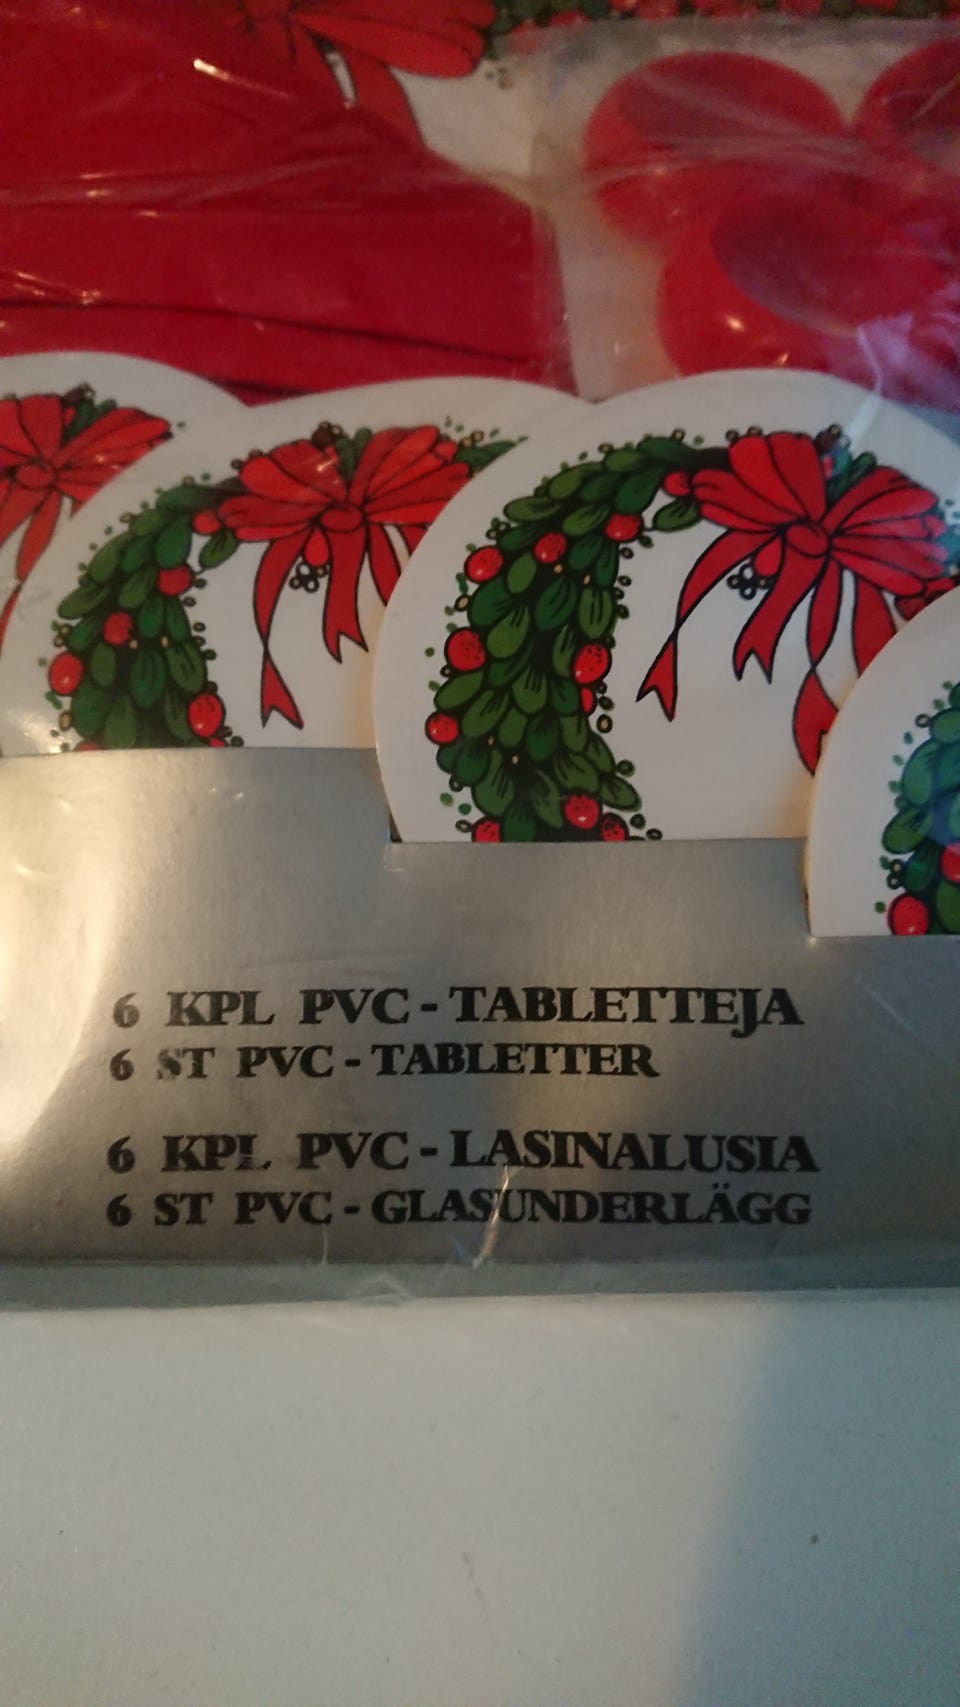 6 KPL PVC-TABLETTEJA
6 ST PVC-TABLETTER
6 KPL PVC-LASINALUSIA
6 ST PVC-GLASUNDERLÄGG